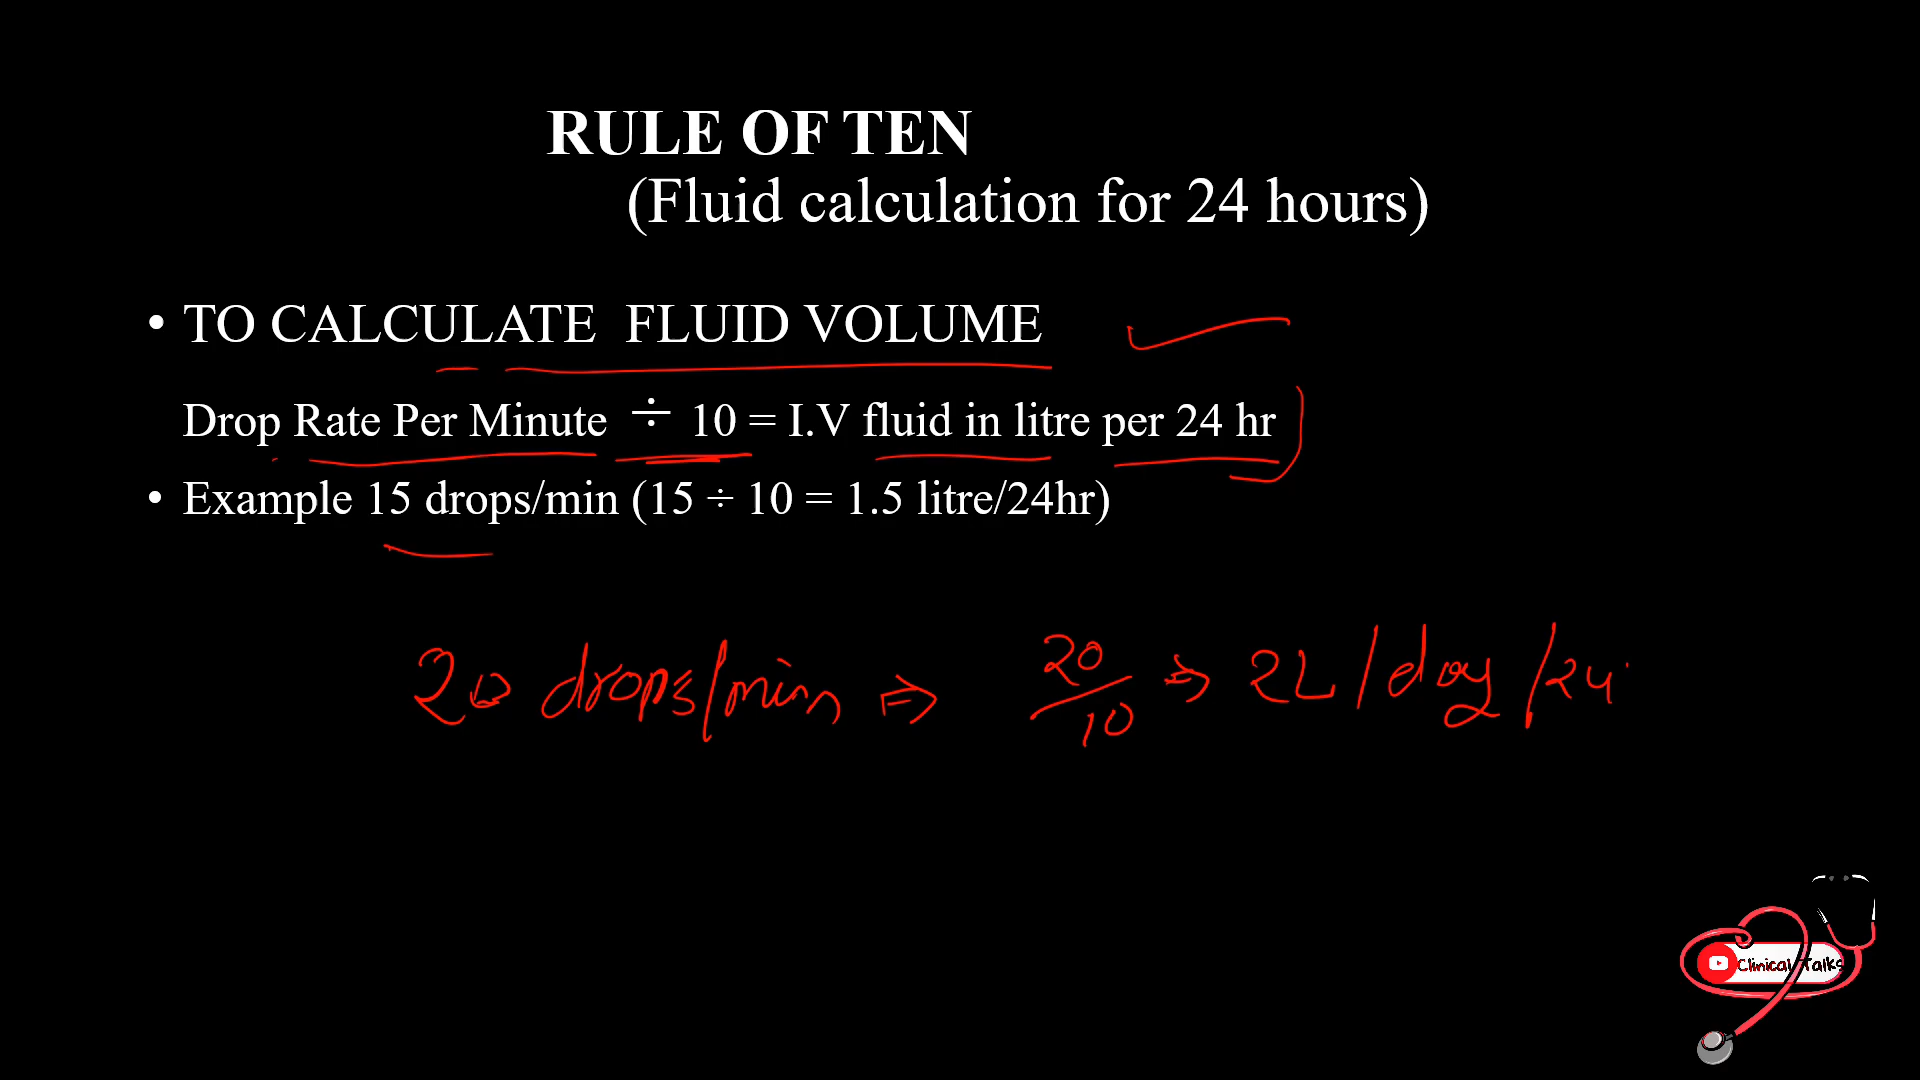 RULE OF TEN
(Fluid calculation for 24 hours)
• TO CALCULATE FLUID VOLUME
Drop Rate Per Minute ÷ 10 = I.V fluid in litre per 24 hr
• Example 15 drops/min (15 ÷ 10 = 1.5 litre/24hr)
20 drops/min ⇒ 20/10 ⇒ 2L/day/24
Clinical Talks